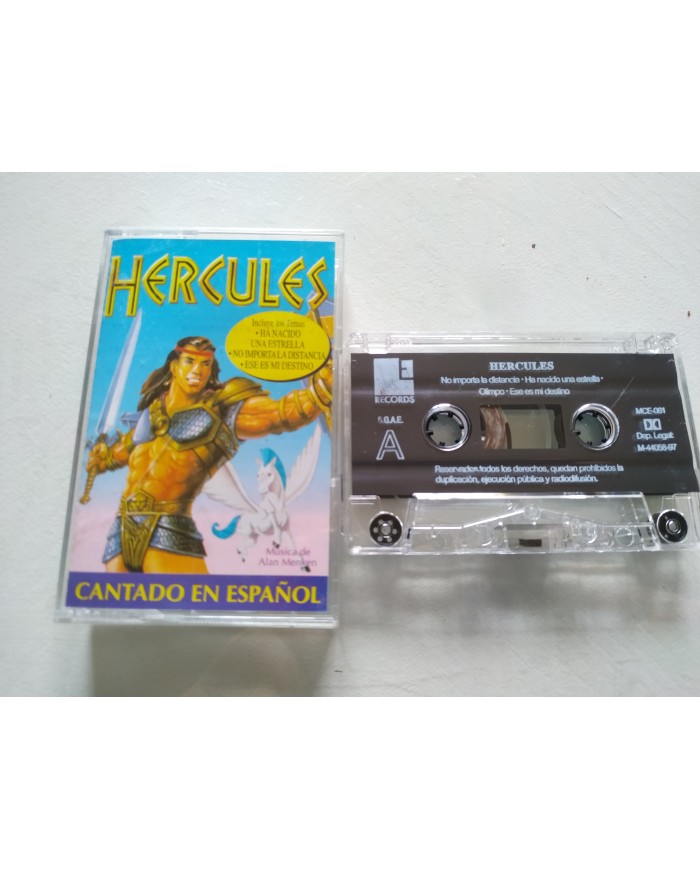 HERCULES
Incluye los Temas
• HA NACIDO
UNA ESTRELLA
• NO IMPORTA LA DISTANCIA
• ESE ES MI DESTINO
Música de
Alan Menken
CANTADO EN ESPAÑOL
E
RECORDS
HERCULES
No importa la distancia • Ha nacido una estrella •
Olimpo • Ese es mi destino
S.G.A.E.
A
MCE-081
Dep. Legal:
M-44058-97
Reservados todos los derechos, quedan prohibidos la
duplicación, ejecución pública y radiodifusión.